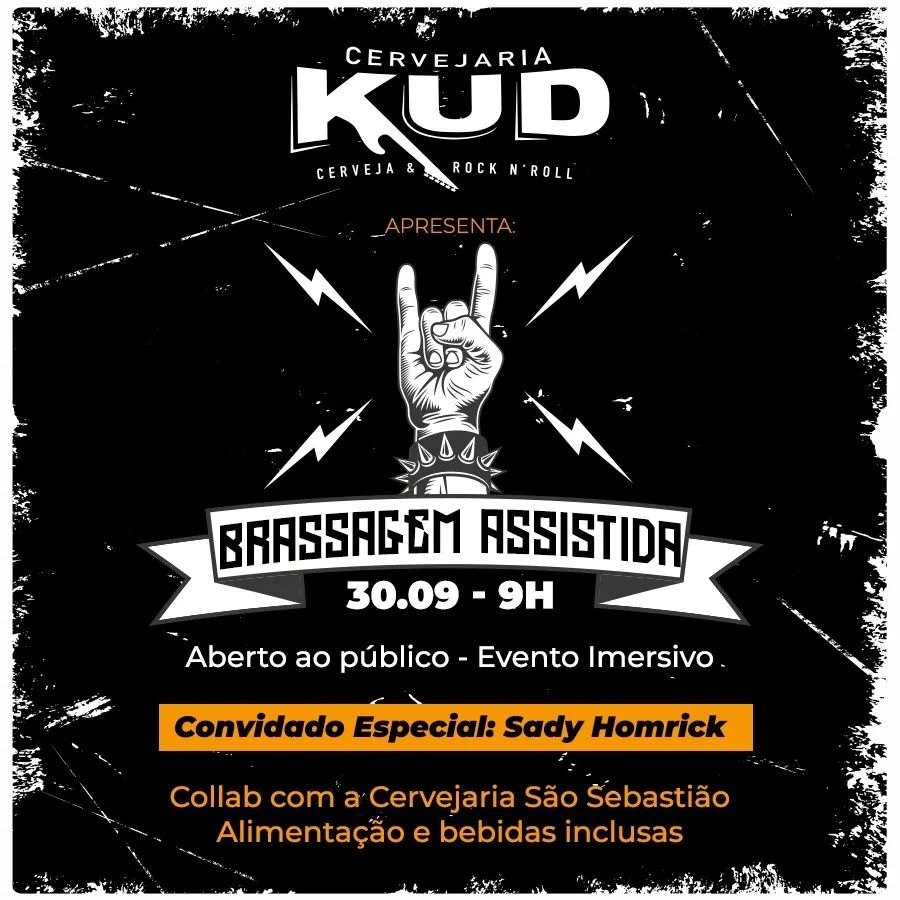 CERVEJARIA
KUD
CERVEJA & ROCK N'ROLL
APRESENTA:
BRASSAGEM ASSISTIDA
30.09 - 9H
Aberto ao público - Evento Imersivo
Convidado Especial: Sady Homrick
Collab com a Cervejaria São Sebastião
Alimentação e bebidas inclusas